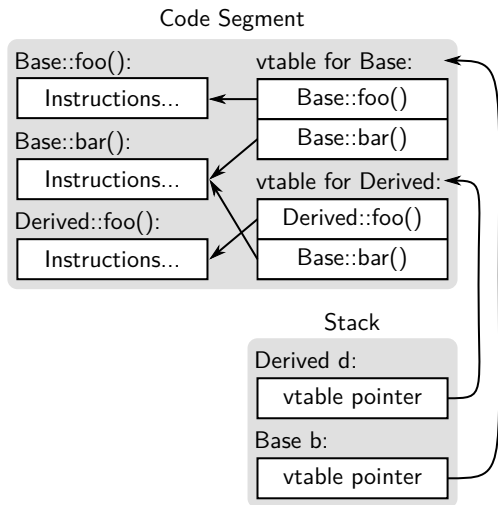 Code Segment
Base::foo():
Instructions...
Base::bar():
Instructions...
Derived::foo():
Instructions...
vtable for Base:
Base::foo()
Base::bar()
vtable for Derived:
Derived::foo()
Base::bar()
Stack
Derived d:
vtable pointer
Base b:
vtable pointer